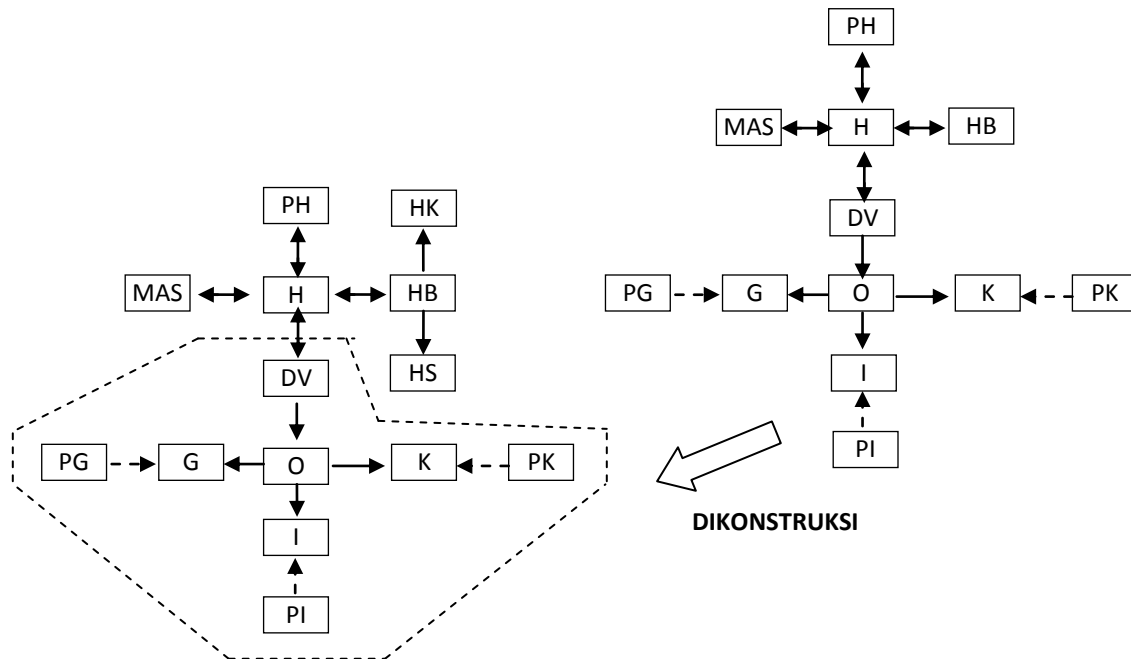 PH
MAS H HB
DV
PG G O K PK
I
PI
PH HK
MAS H HB
DV HS
PG G O K PK
I
PI
DIKONSTRUKSI